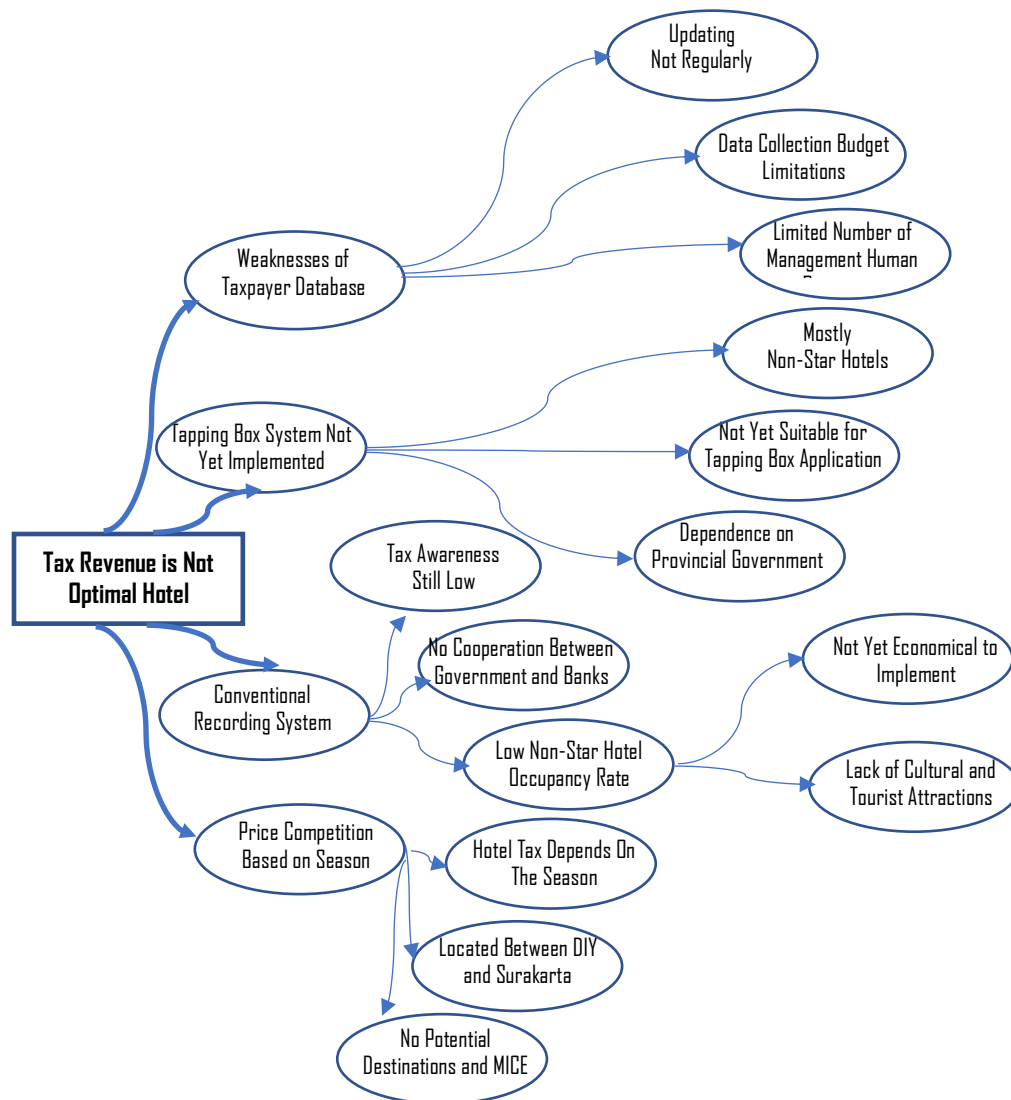 Updating
Not Regularly
Data Collection Budget
Limitations
Weaknesses of
Taxpayer Database
Limited Number of
Management Human
Mostly
Non-Star Hotels
Tapping Box System Not
Yet Implemented
Not Yet Suitable for
Tapping Box Application
Dependence on
Provincial Government
Tax Revenue is Not
Optimal Hotel
Tax Awareness
Still Low
No Cooperation Between
Government and Banks
Conventional
Recording System
Not Yet Economical to
Implement
Low Non-Star Hotel
Occupancy Rate
Lack of Cultural and
Tourist Attractions
Price Competition
Based on Season
Hotel Tax Depends On
The Season
Located Between DIY
and Surakarta
No Potential
Destinations and MICE